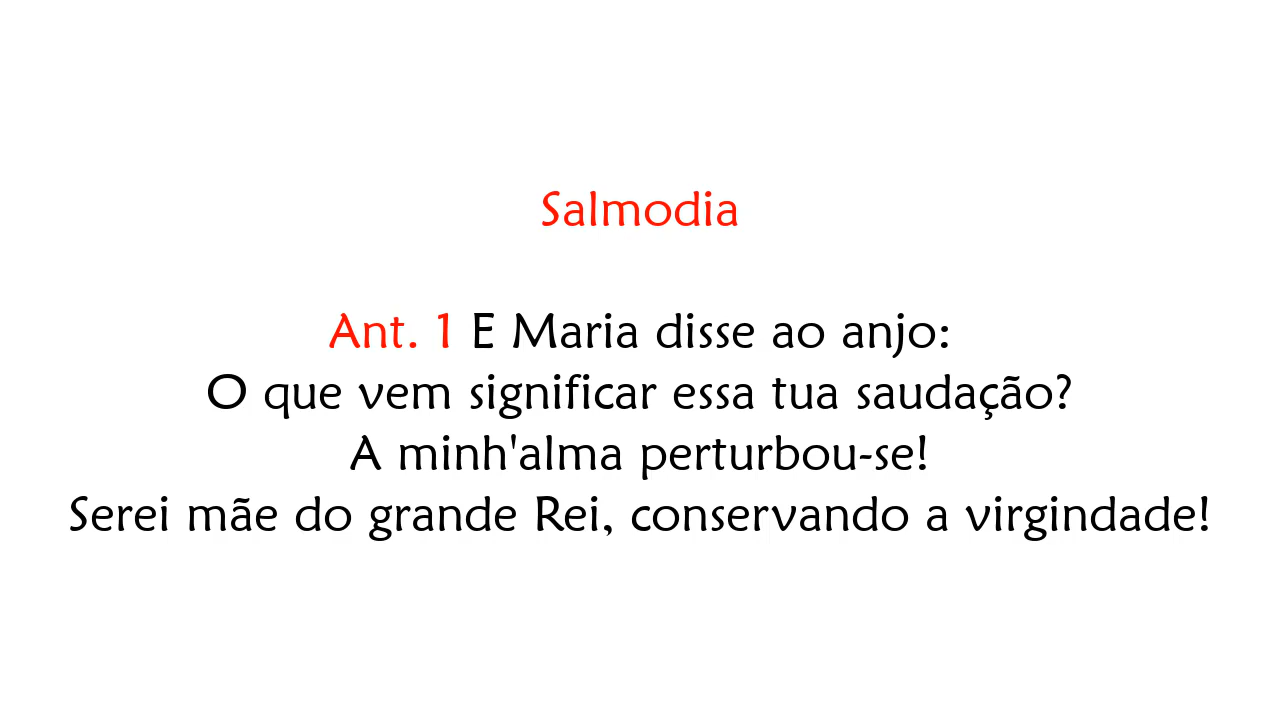 Salmodia
Ant. 1 E Maria disse ao anjo:
O que vem significar essa tua saudação?
A minh'alma perturbou-se!
Serei mãe do grande Rei, conservando a virgindade!